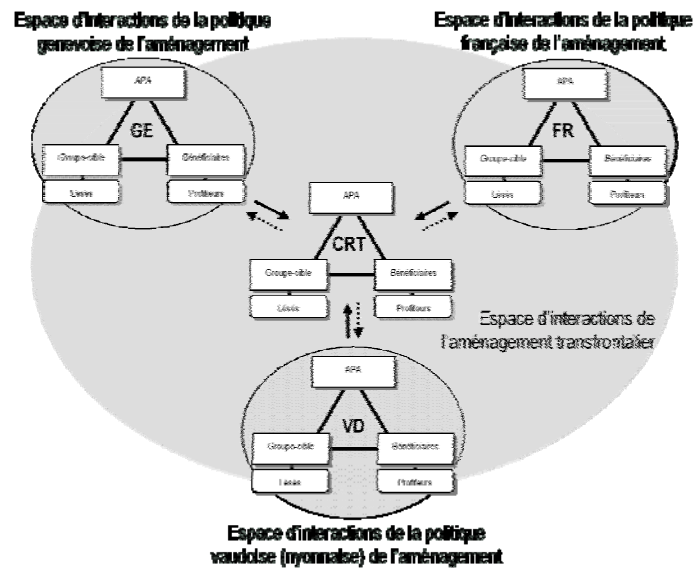 Espace d'interactions de la politique
genevoise de l'aménagement
Espace d'interactions de la politique
française de l'aménagement
APA
GE
Groupe-cible
Bénéficiaires
Lésés
Profiteurs
APA
FR
Groupe-cible
Bénéficiaires
Lésés
Profiteurs
APA
CRT
Groupe-cible
Bénéficiaires
Lésés
Profiteurs
Espace d'interactions de
l'aménagement transfrontalier
APA
VD
Groupe-cible
Bénéficiaires
Lésés
Profiteurs
Espace d'interactions de la politique
vaudoise (nyonnaise) de l'aménagement